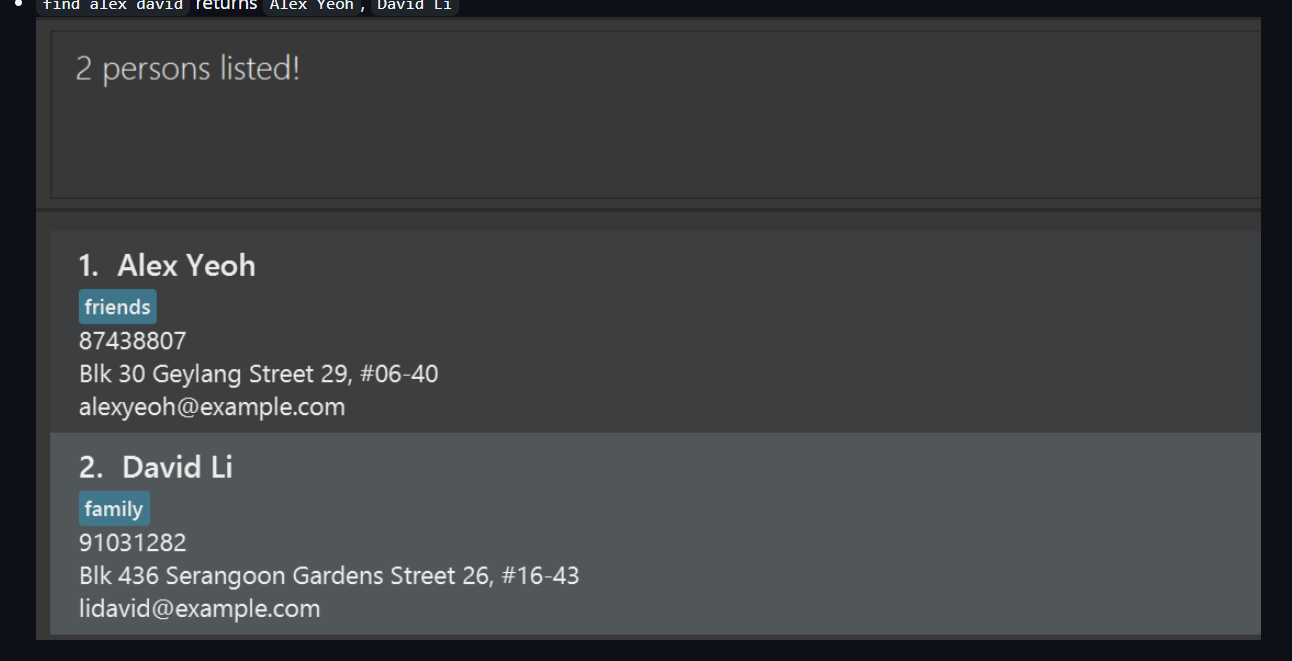 find alex david returns Alex Yeoh, David Li
2 persons listed!
1. Alex Yeoh
friends
87438807
Blk 30 Geylang Street 29, #06-40
alexyeoh@example.com
2. David Li
family
91031282
Blk 436 Serangoon Gardens Street 26, #16-43
lidavid@example.com